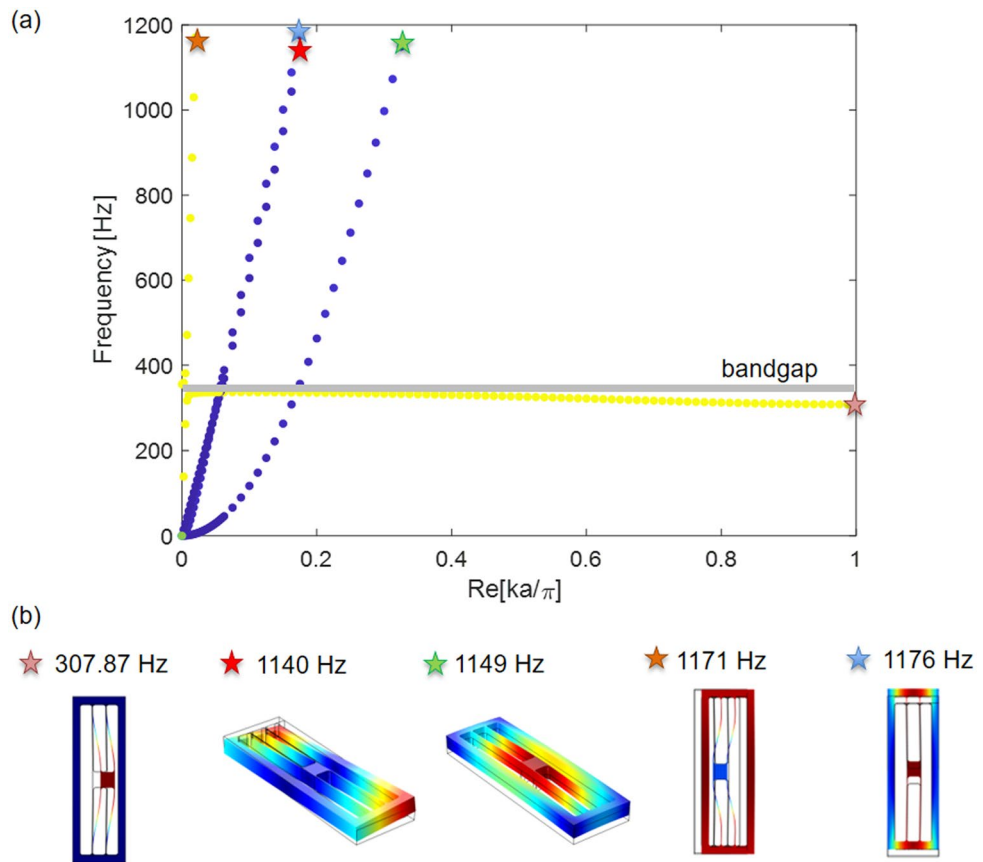 (a)
1200
1000
800
600
400
200
0
Frequency [Hz]
bandgap
0 0.2 0.4 0.6 0.8 1
Re[ka/π]
(b)
307.87 Hz 1140 Hz 1149 Hz 1171 Hz 1176 Hz